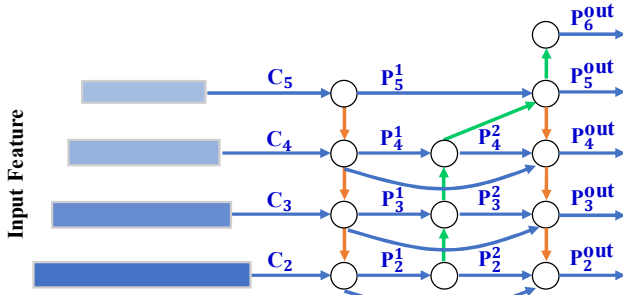 P₆ᵒᵘᵗ
C₅ P₅¹ P₅ᵒᵘᵗ
C₄ P₄¹ P₄² P₄ᵒᵘᵗ
C₃ P₃¹ P₃² P₃ᵒᵘᵗ
C₂ P₂¹ P₂² P₂ᵒᵘᵗ
Input Feature